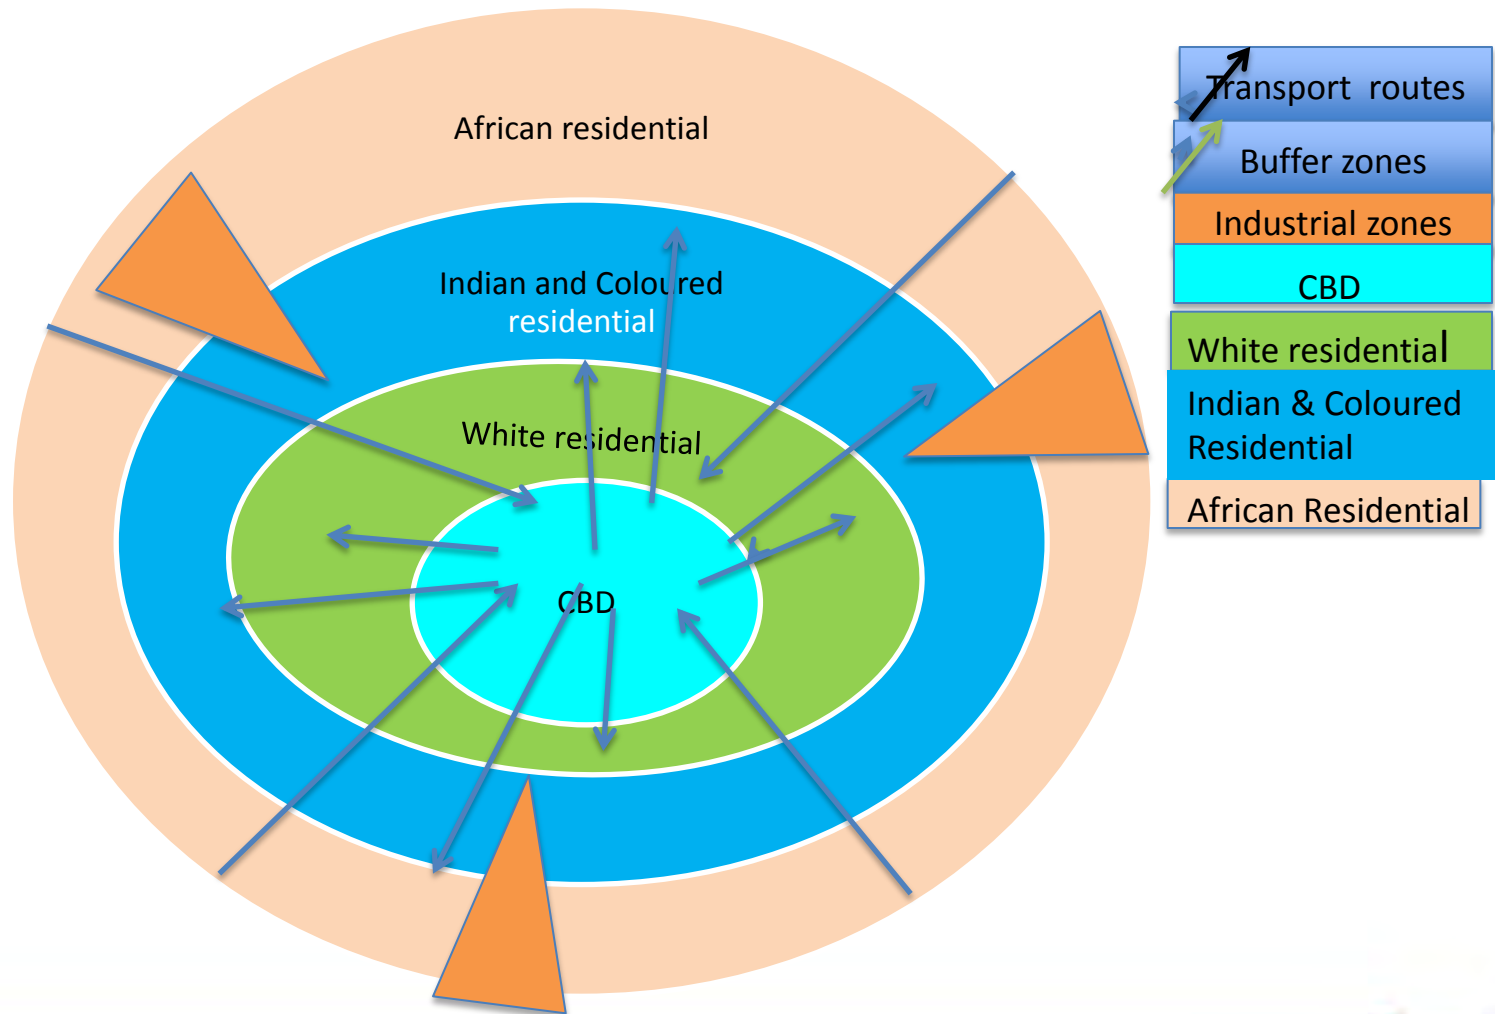 African residential
Indian and Coloured
residential
White residential
CBD
Transport routes
Buffer zones
Industrial zones
CBD
White residential
Indian & Coloured
Residential
African Residential